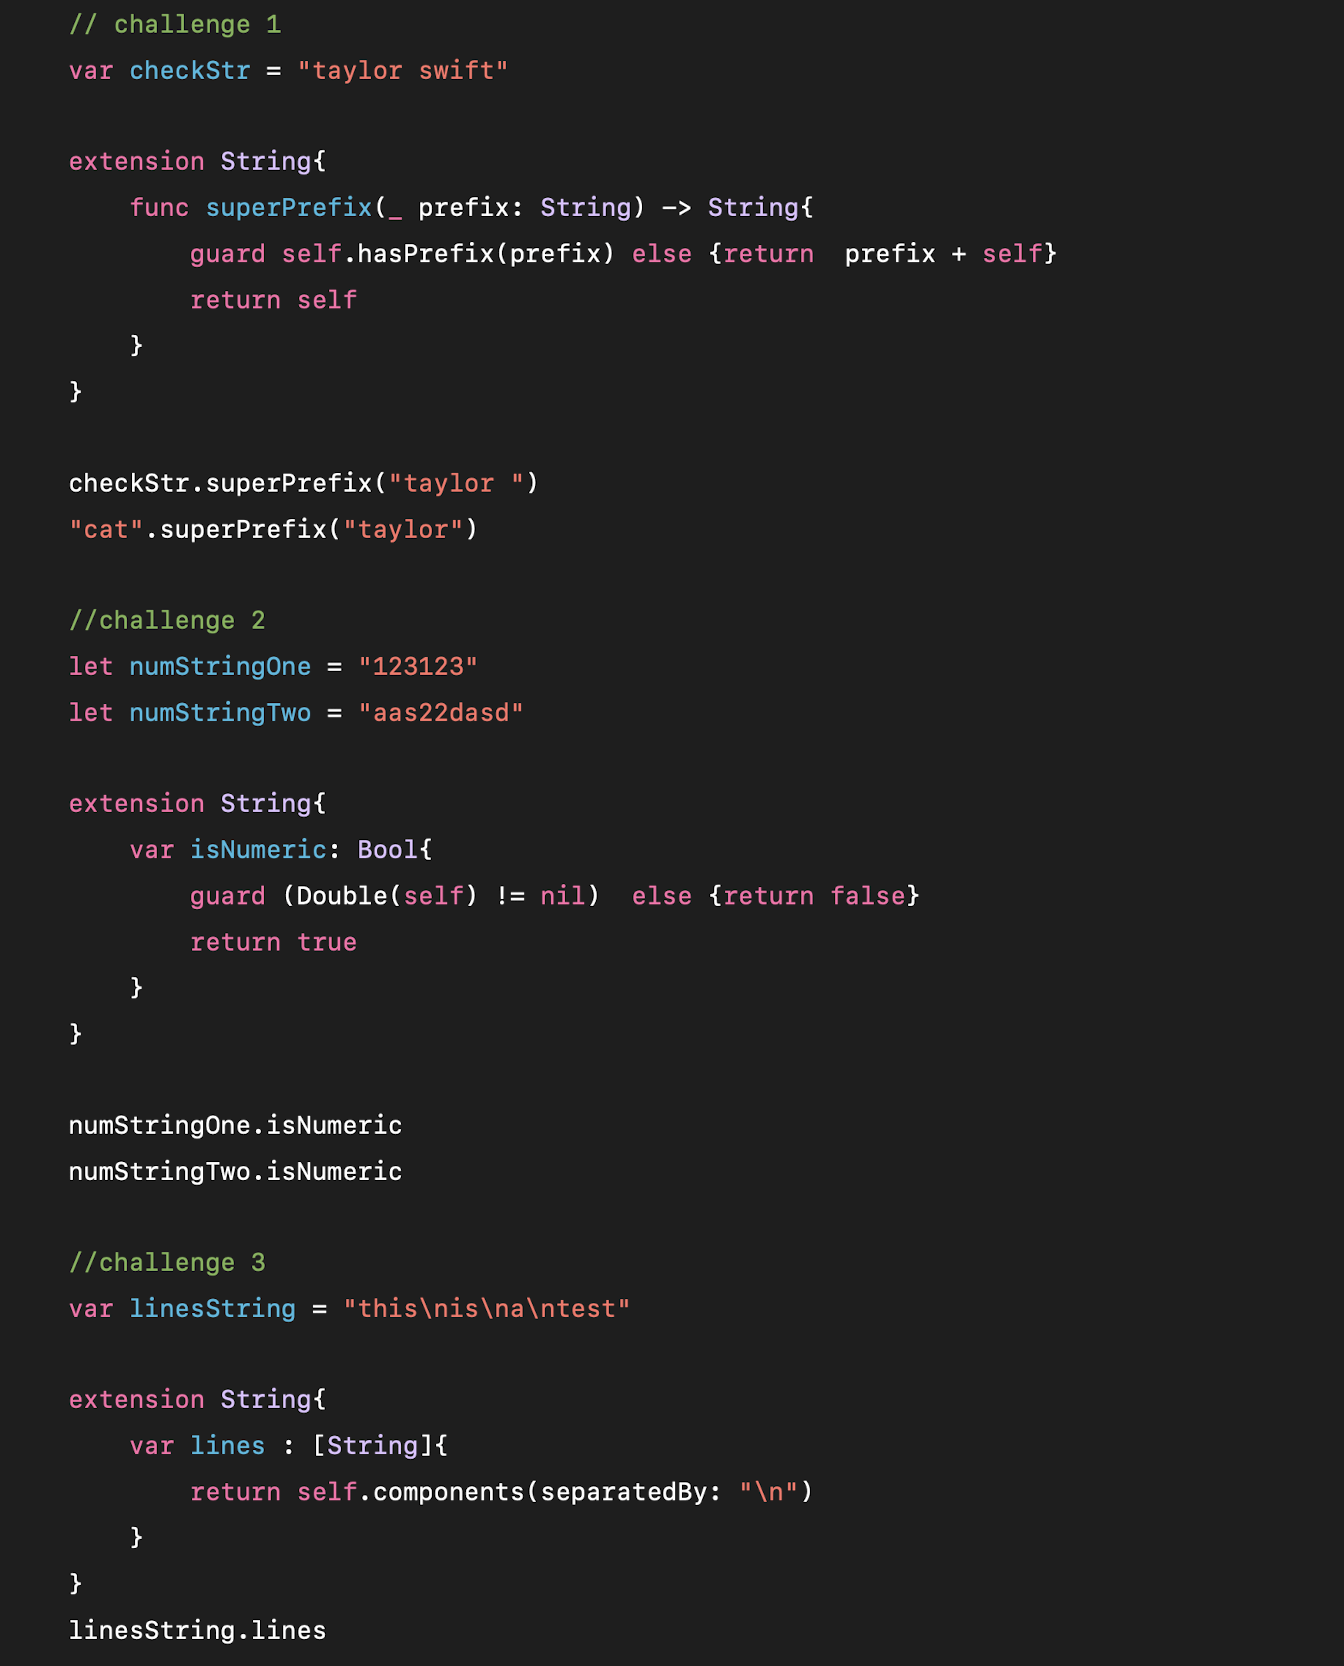 // challenge 1
var checkStr = "taylor swift"
extension String{
func superPrefix(_ prefix: String) -> String{
guard self.hasPrefix(prefix) else {return  prefix + self}
return self
}
}
checkStr.superPrefix("taylor ")
"cat".superPrefix("taylor")
//challenge 2
let numStringOne = "123123"
let numStringTwo = "aas22dasd"
extension String{
var isNumeric: Bool{
guard (Double(self) != nil)  else {return false}
return true
}
}
numStringOne.isNumeric
numStringTwo.isNumeric
//challenge 3
var linesString = "this\nis\na\ntest"
extension String{
var lines : [String]{
return self.components(separatedBy: "\n")
}
}
linesString.lines